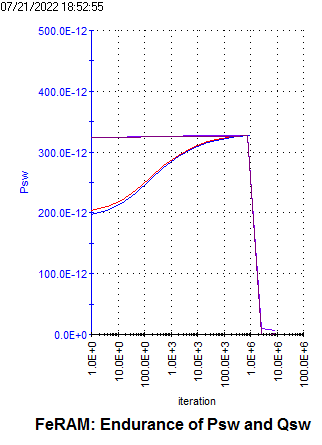 07/21/2022 18:52:55
500.0E-12
400.0E-12
300.0E-12
Psw
200.0E-12
100.0E-12
0.0E+0
1.0E+0
10.0E+0
100.0E+0
1.0E+3
10.0E+3
100.0E+3
1.0E+6
10.0E+6
100.0E+6
iteration
FeRAM: Endurance of Psw and Qsw